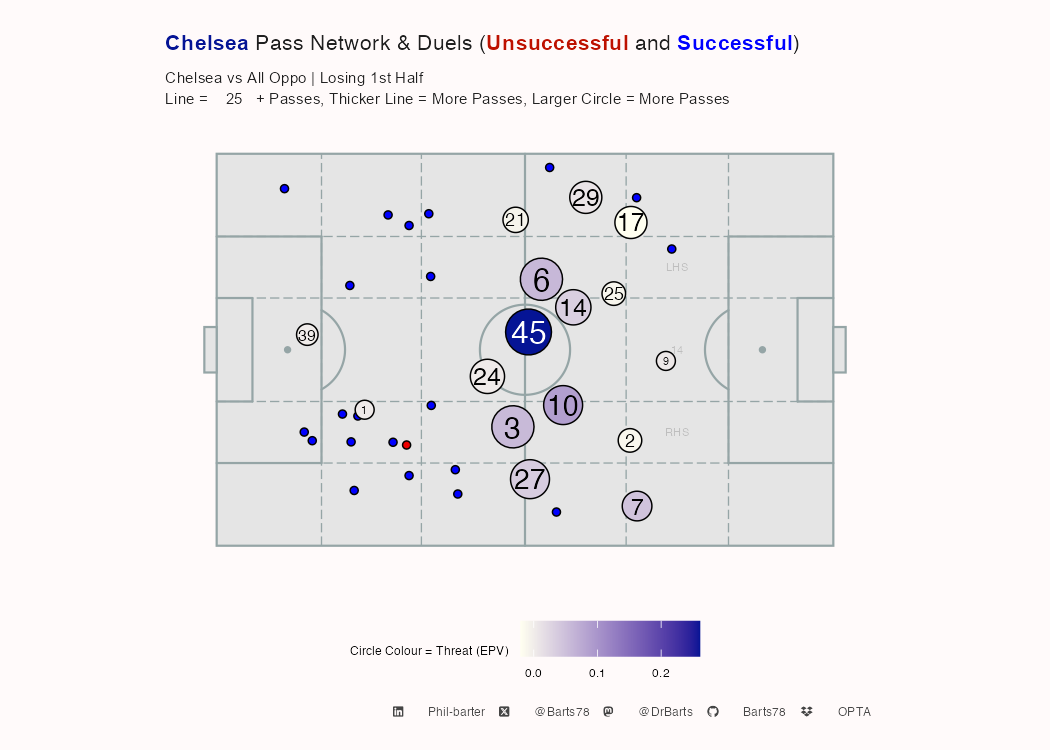 Chelsea Pass Network & Duels (Unsuccessful and Successful)
Chelsea vs All Oppo | Losing 1st Half
Line = 25 + Passes, Thicker Line = More Passes, Larger Circle = More Passes
29
21
17
LHS
6
25
14
45
39
14
9
24
10
1
3
RHS
2
27
7
Circle Colour = Threat (EPV)
0.0 0.1 0.2
Phil-barter @Barts78 @DrBarts Barts78 OPTA